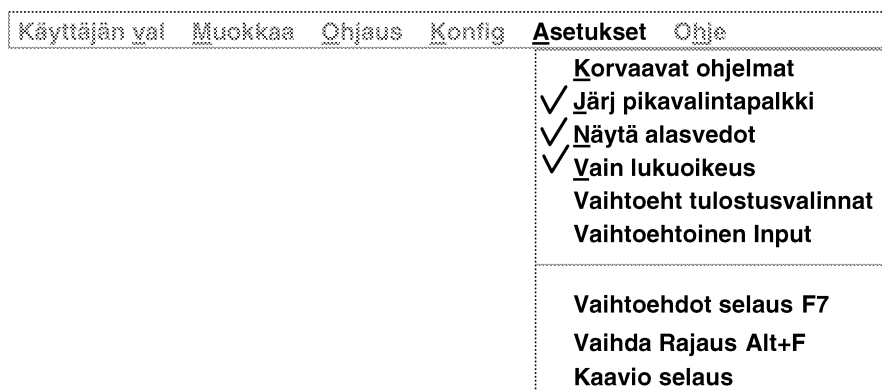 Käyttäjän val Muokkaa Ohjaus Konfig Asetukset Ohje
Korvaavat ohjelmat
Järj pikavalintapalkki
Näytä alasvedot
Vain lukuoikeus
Vaihtoeht tulostusvalinnat
Vaihtoehtoinen Input
Vaihtoehdot selaus F7
Vaihda Rajaus Alt+F
Kaavio selaus